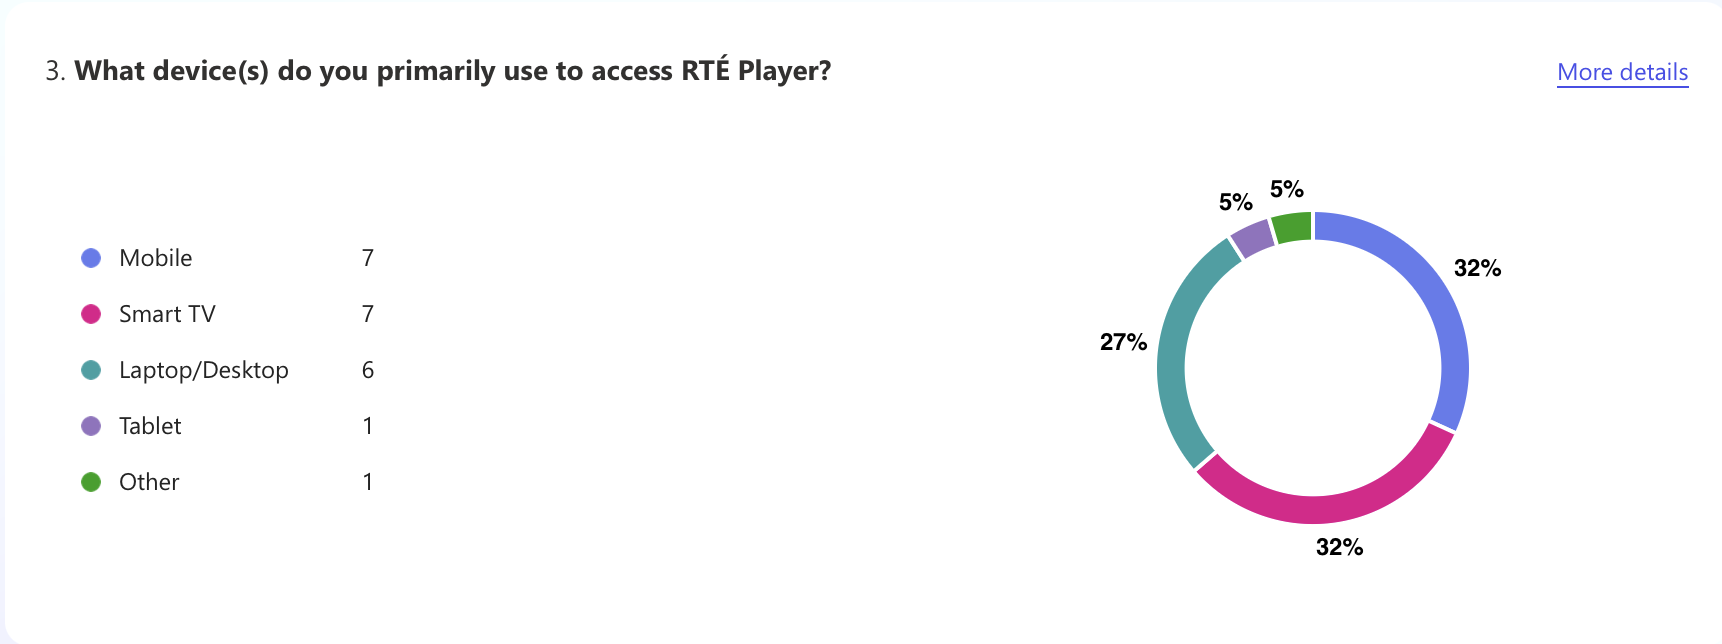 3. What device(s) do you primarily use to access RTÉ Player?
More details
Mobile 7
Smart TV 7
Laptop/Desktop 6
Tablet 1
Other 1
5%
5%
32%
27%
32%